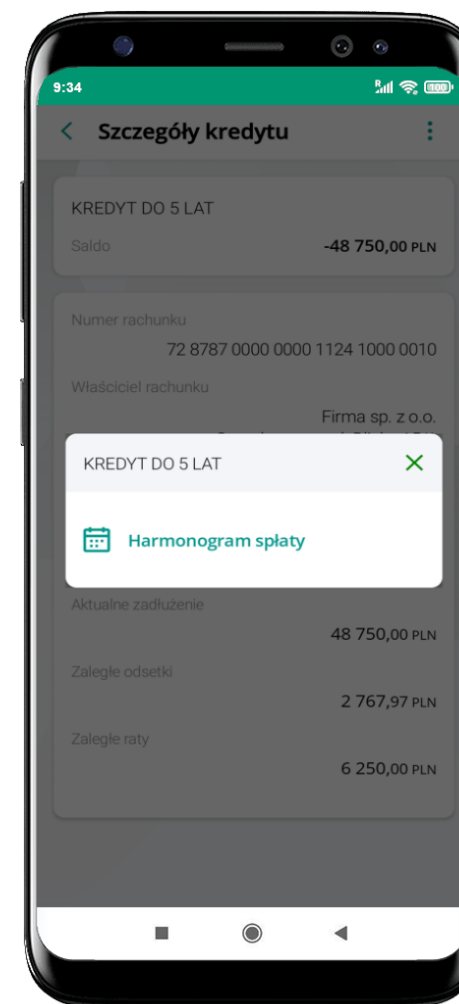 9:34
R
100
Szczegóły kredytu
KREDYT DO 5 LAT
Saldo -48 750,00 PLN
Numer rachunku
72 8787 0000 0000 1124 1000 0010
Właściciel rachunku
Firma sp. z o.o.
KREDYT DO 5 LAT
Harmonogram spłaty
Aktualne zadłużenie
48 750,00 PLN
Zaległe odsetki
2 767,97 PLN
Zaległe raty
6 250,00 PLN